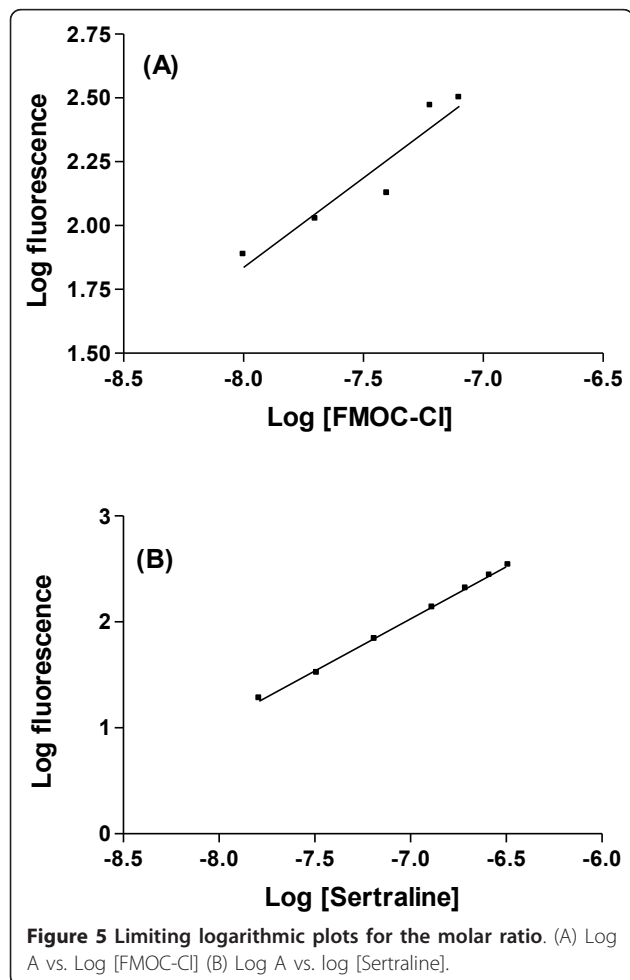 2.75
(A)
2.50
2.25
2.00
1.75
1.50
Log fluorescence
-8.5 -8.0 -7.5 -7.0 -6.5
Log [FMOC-Cl]
3
(B)
2
1
0
Log fluorescence
-8.5 -8.0 -7.5 -7.0 -6.5 -6.0
Log [Sertraline]
Figure 5 Limiting logarithmic plots for the molar ratio. (A) Log
A vs. Log [FMOC-Cl] (B) Log A vs. log [Sertraline].